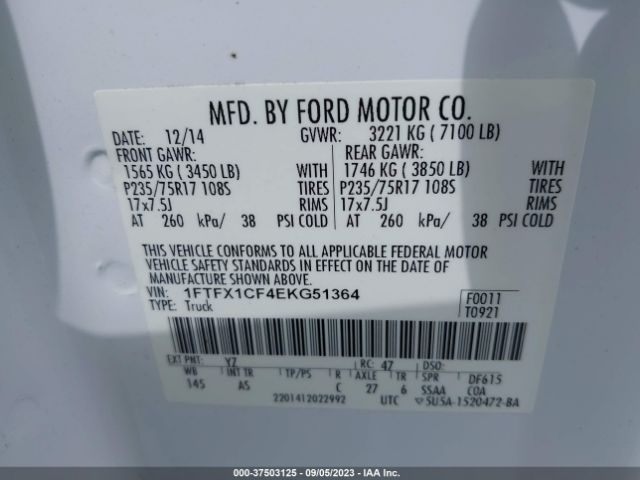 MFD. BY FORD MOTOR CO.
DATE: 12/14 GVWR: 3221 KG ( 7100 LB)
FRONT GAWR: REAR GAWR:
1565 KG ( 3450 LB) WITH 1746 KG ( 3850 LB) WITH
P235/75R17 108S TIRES P235/75R17 108S TIRES
17x7.5J RIMS 17x7.5J RIMS
AT 260 kPa/ 38 PSI COLD AT 260 kPa/ 38 PSI COLD
THIS VEHICLE CONFORMS TO ALL APPLICABLE FEDERAL MOTOR
VEHICLE SAFETY STANDARDS IN EFFECT ON THE DATE OF
MANUFACTURE SHOWN ABOVE.
VIN: 1FTFX1CF4EKG51364 F0011
TYPE: Truck T0921
EXT PNT: YZ RC: 47 DSO:
WB INT TR TP/PS R AXLE TR SPR DF615
145 AS C 27 6 SSAA COA
2201412022992 UTC 5U5A-1520472-BA
37503125 - 09/05/2023 - IAA Inc.